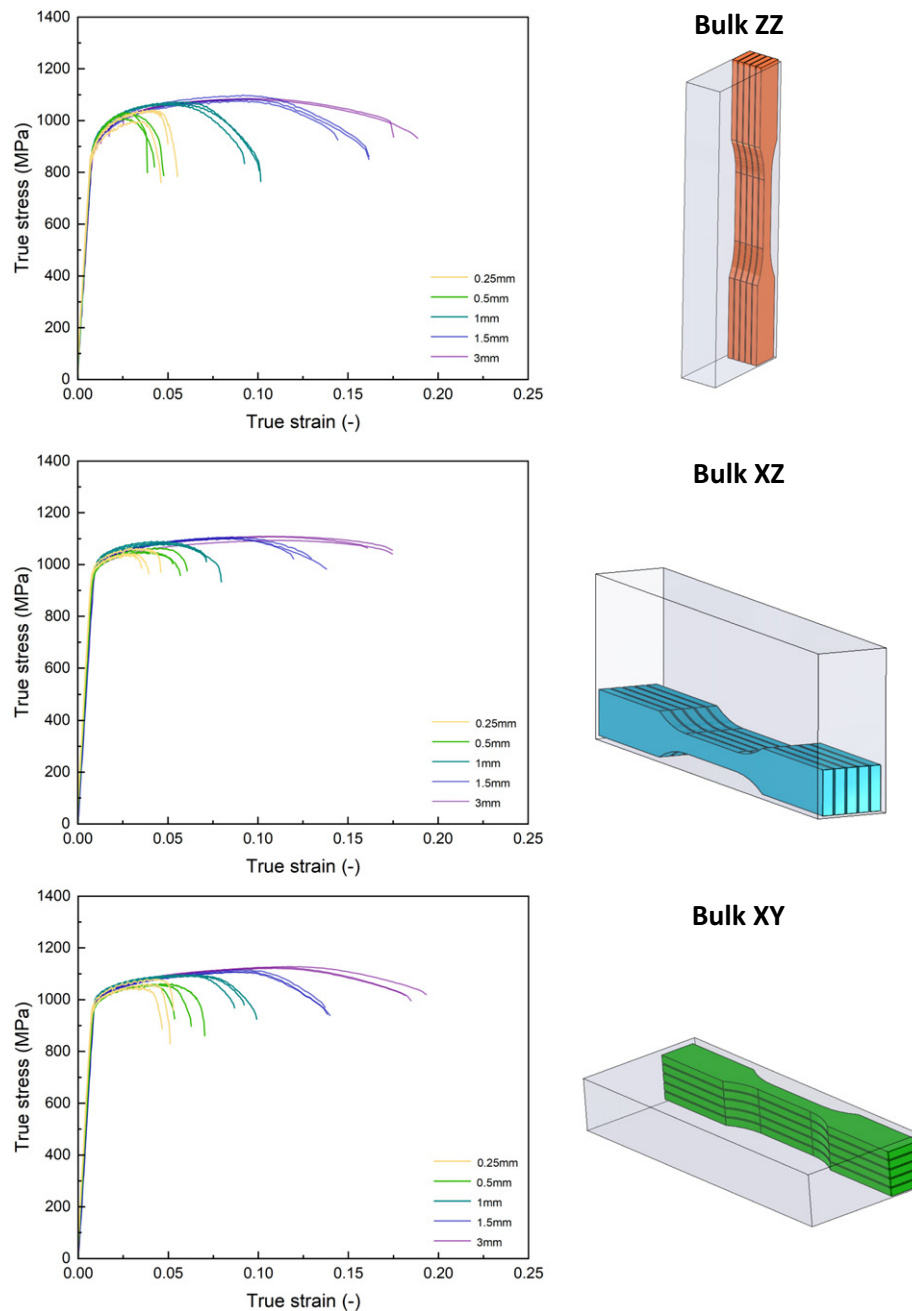 Bulk ZZ
1400
1200
1000
800
600
400
200
0
True stress (MPa)
0.25mm
0.5mm
1mm
1.5mm
3mm
0.00 0.05 0.10 0.15 0.20 0.25
True strain (-)
Bulk XZ
1400
1200
1000
800
600
400
200
0
True stress (MPa)
0.25mm
0.5mm
1mm
1.5mm
3mm
0.00 0.05 0.10 0.15 0.20 0.25
True strain (-)
Bulk XY
1400
1200
1000
800
600
400
200
0
True stress (MPa)
0.25mm
0.5mm
1mm
1.5mm
3mm
0.00 0.05 0.10 0.15 0.20 0.25
True strain (-)